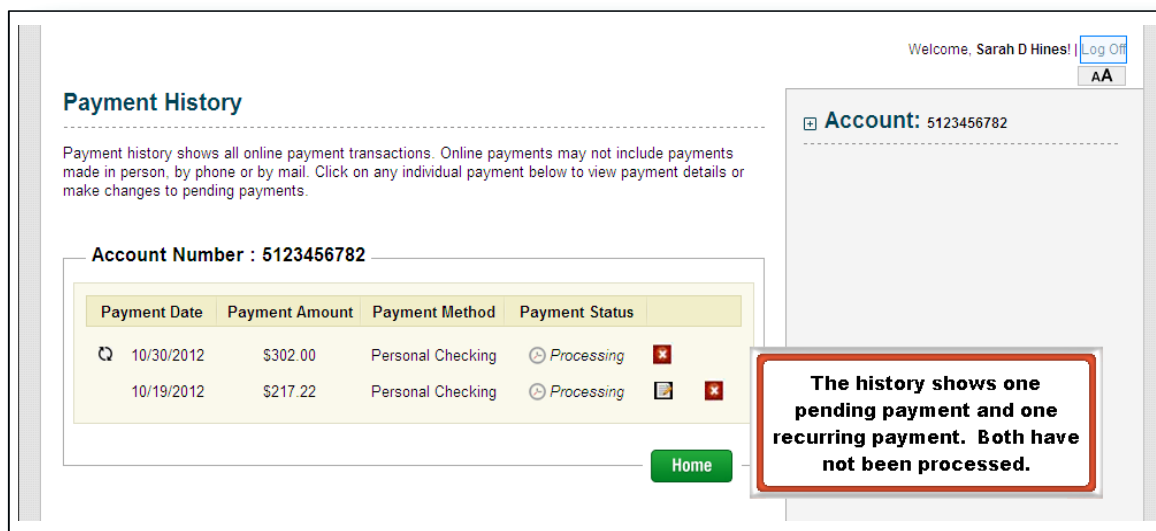 Welcome, Sarah D Hines! | Log Off
AA
Payment History
Account: 5123456782
Payment history shows all online payment transactions. Online payments may not include payments
made in person, by phone or by mail. Click on any individual payment below to view payment details or
make changes to pending payments.
Account Number : 5123456782
Payment Date Payment Amount Payment Method Payment Status
10/30/2012 $302.00 Personal Checking Processing
10/19/2012 $217.22 Personal Checking Processing
Home
The history shows one
pending payment and one
recurring payment. Both have
not been processed.